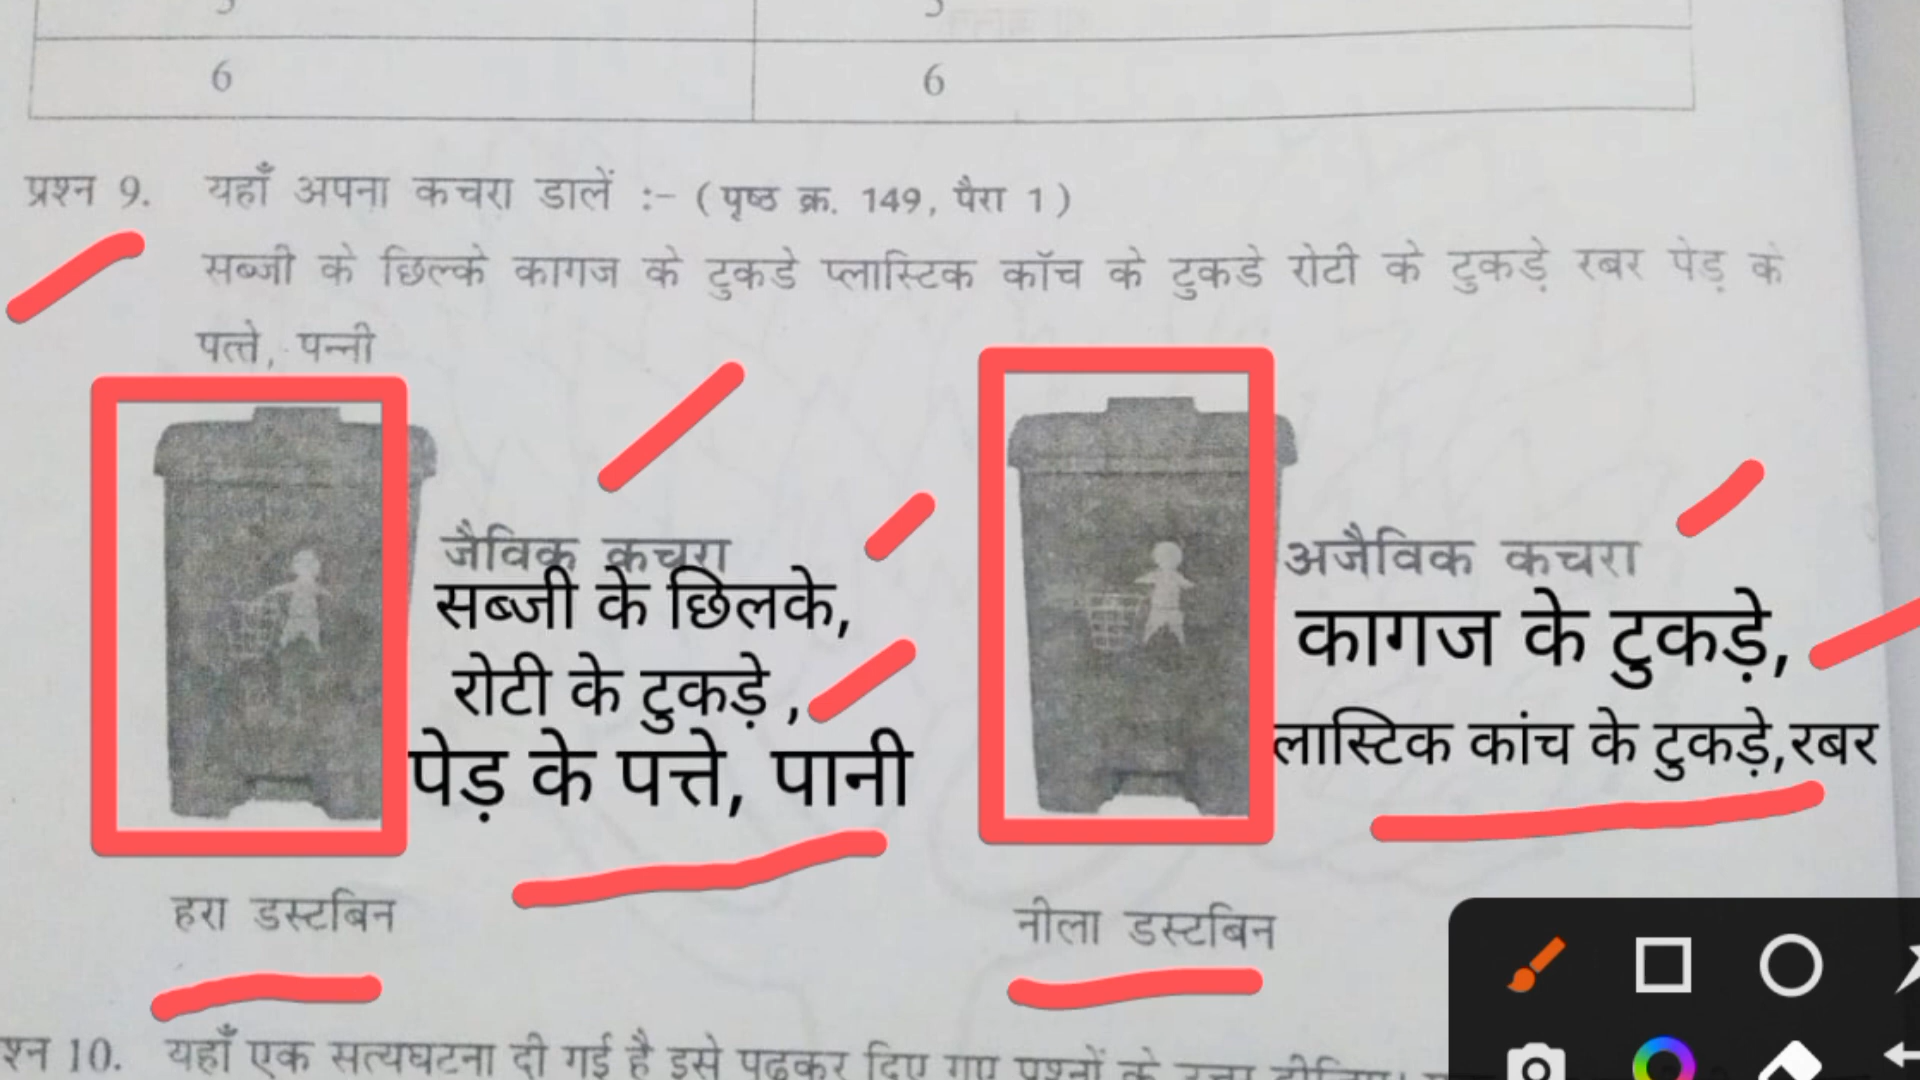 6 6
प्रश्न 9. यहाँ अपना कचरा डालें :- (पृष्ठ क्र. 149, पैरा 1)
सब्जी के छिल्के कागज के टुकडे प्लास्टिक कॉच के टुकडे रोटी के टुकड़े रबर पेड़ के
पत्ते, पन्नी
जैविक कचरा
सब्जी के छिलके,
रोटी के टुकड़े ,
पेड़ के पत्ते, पानी
हरा डस्टबिन
अजैविक कचरा
कागज के टुकड़े,
लास्टिक कांच के टुकड़े,रबर
नीला डस्टबिन
श्न 10. यहाँ एक सत्यघटना दी गई है इसे पढकर दिए गए प्रश्नों के